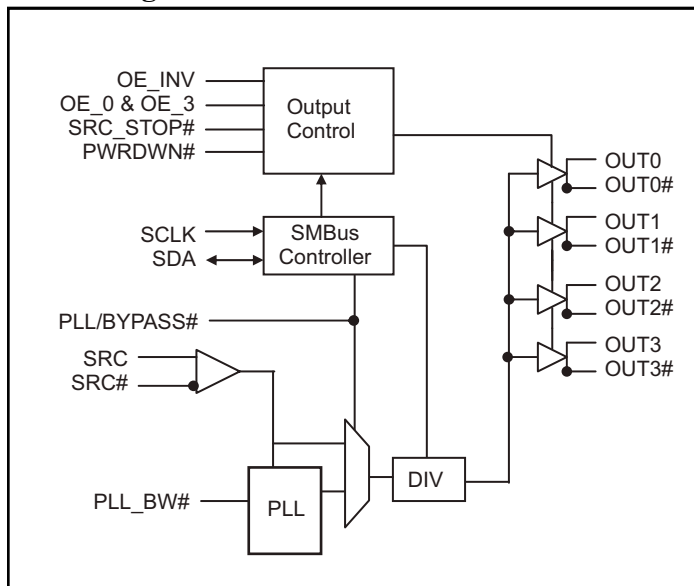 OE_INV
OE_0 & OE_3
SRC_STOP#
PWRDWN#
Output
Control
OUT0
OUT0#
OUT1
OUT1#
OUT2
OUT2#
OUT3
OUT3#
SCLK
SDA
SMBus
Controller
PLL/BYPASS#
SRC
SRC#
PLL_BW#
PLL
DIV